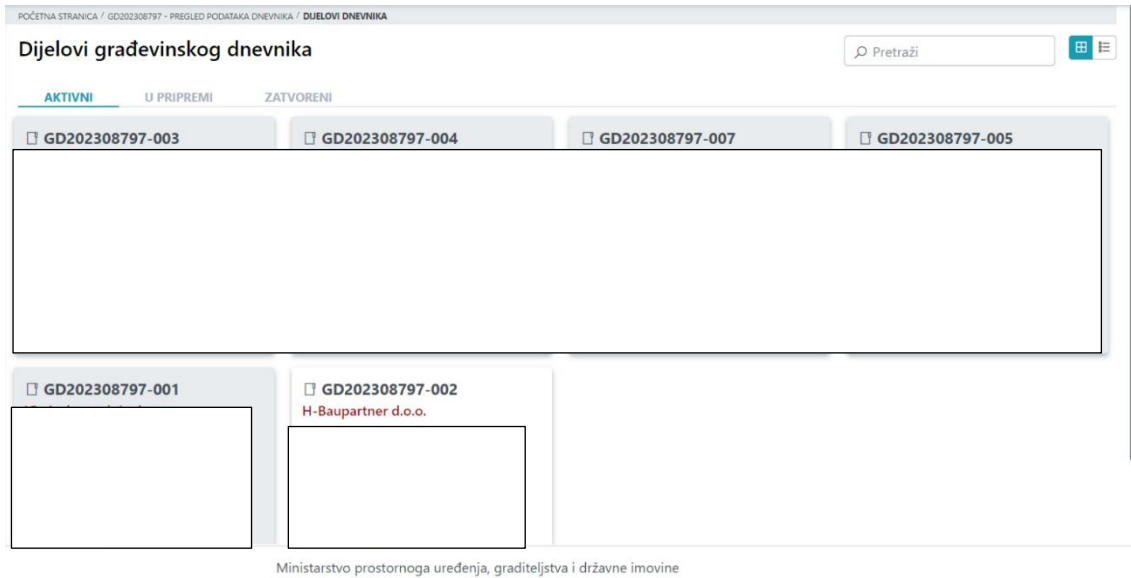 POČETNA STRANICA / GD202308797 - PREGLED PODATAKA DNEVNIKA / DIJELOVI DNEVNIKA
Dijelovi građevinskog dnevnika
Pretraži
AKTIVNI U PRIPREMI ZATVORENI
GD202308797-003 GD202308797-004 GD202308797-007 GD202308797-005
GD202308797-001 GD202308797-002
H-Baupartner d.o.o.
Ministarstvo prostornoga uređenja, graditeljstva i državne imovine